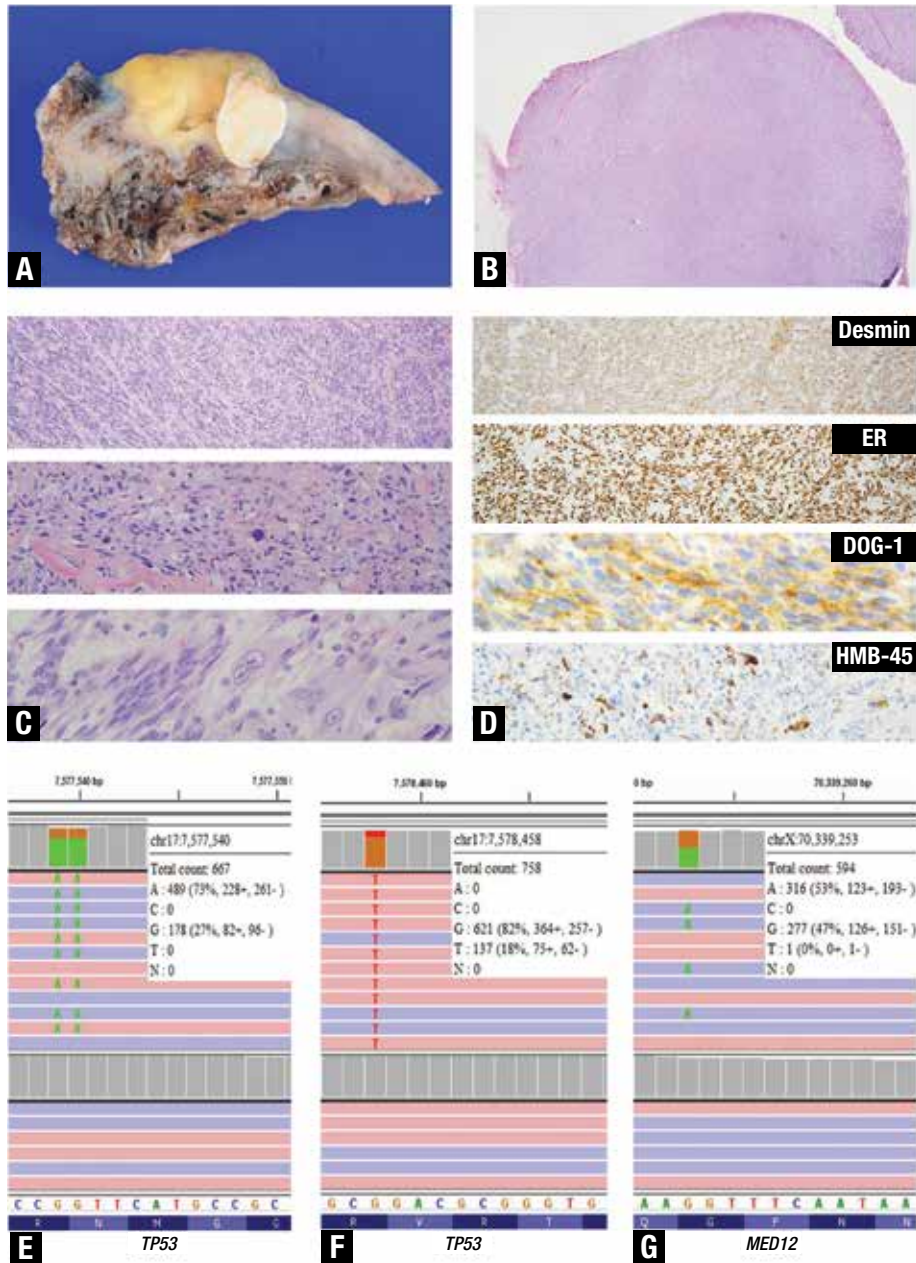 A
B
C
Desmin
ER
DOG-1
HMB-45
D
7,577,540 bp
chr17:7,577,540
Total count: 667
A : 489 (73%, 228+, 261- )
C : 0
G : 178 (27%, 82+, 96- )
T : 0
N : 0
A A
A A
A A
A A
A A
A A
A A
A A
C C G G T T C A T G C C G C
R N M G G
E
TP53
chr17:7,578,458
Total count: 758
A : 0
C : 0
G : 621 (82%, 364+, 257- )
T : 137 (18%, 75+, 62- )
N : 0
T
T
T
T
T
T
T
T
T
T
T
T
G C G G A C G C G G G T G
R V R T
F
TP53
0 bp
70,339,260 bp
chrX:70,339,253
Total count: 594
A : 316 (53%, 123+, 193- )
C : 0
G : 277 (47%, 126+, 151- )
T : 1 (0%, 0+, 1- )
N : 0
A
A
A
A
A A G G T T T C A A T A A
Q G F N N
G
MED12